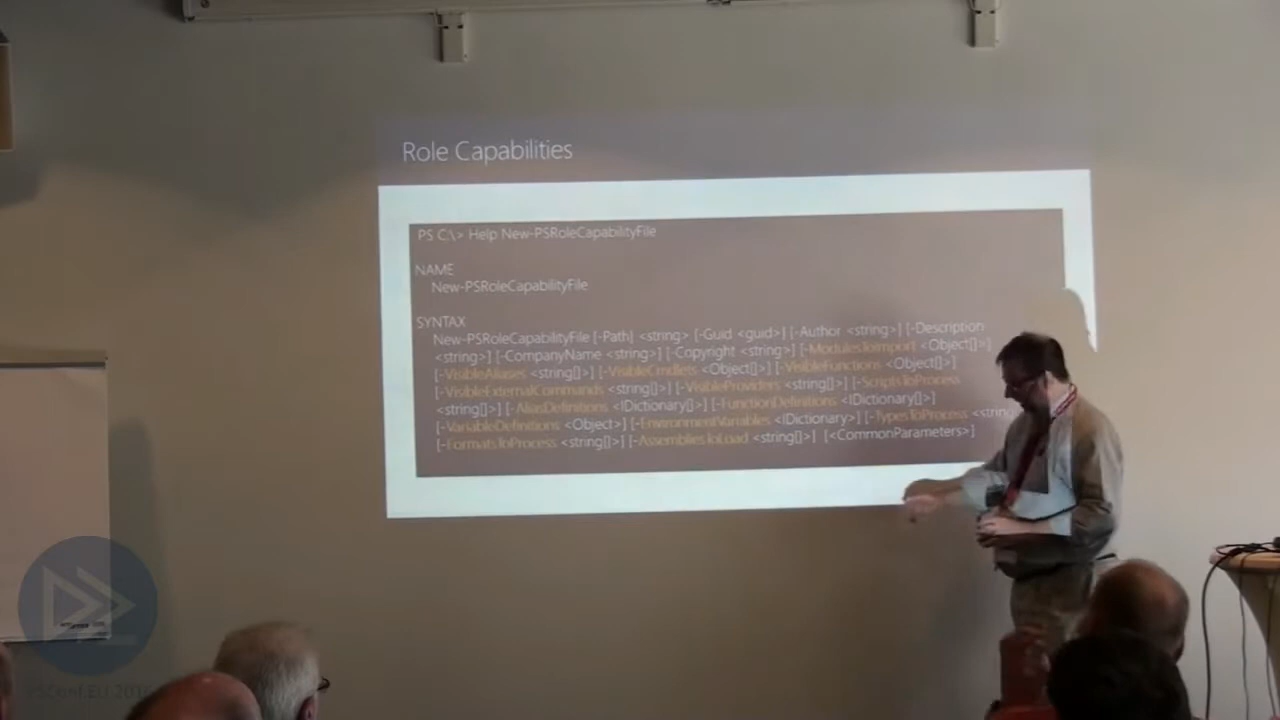 Role Capabilities
PS C:\> Help New-PSRoleCapabilityFile
NAME
New-PSRoleCapabilityFile
SYNTAX
New-PSRoleCapabilityFile [-Path] <string> [-Guid <guid>] [-Author <string>] [-Description
<string>] [-CompanyName <string>] [-Copyright <string>] [-ModulesToImport <Object[]>]
[-VisibleAliases <string[]>] [-VisibleCmdlets <Object[]>] [-VisibleFunctions <Object[]>]
[-VisibleExternalCommands <string[]>] [-VisibleProviders <string[]>] [-ScriptsToProcess
<string[]>] [-AliasDefinitions <IDictionary[]>] [-FunctionDefinitions <IDictionary[]>]
[-VariableDefinitions <Object>] [-EnvironmentVariables <IDictionary>] [-TypesToProcess <string
[-FormatsToProcess <string[]>] [-AssembliesToLoad <string[]>] [<CommonParameters>]